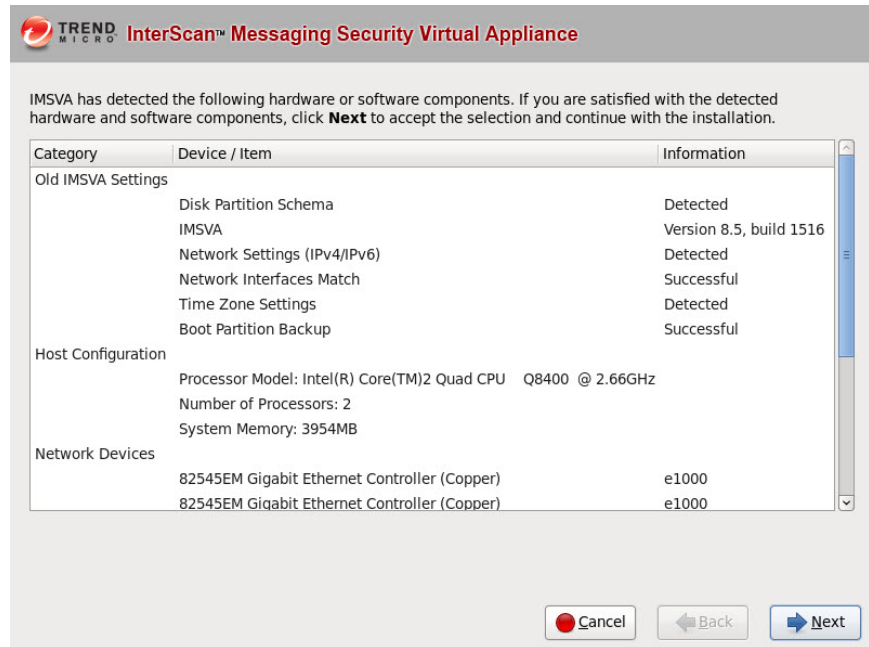 TREND MICRO InterScan™ Messaging Security Virtual Appliance
IMSVA has detected the following hardware or software components. If you are satisfied with the detected
hardware and software components, click Next to accept the selection and continue with the installation.
Category Device / Item Information
Old IMSVA Settings
Disk Partition Schema Detected
IMSVA Version 8.5, build 1516
Network Settings (IPv4/IPv6) Detected
Network Interfaces Match Successful
Time Zone Settings Detected
Boot Partition Backup Successful
Host Configuration
Processor Model: Intel(R) Core(TM)2 Quad CPU Q8400 @ 2.66GHz
Number of Processors: 2
System Memory: 3954MB
Network Devices
82545EM Gigabit Ethernet Controller (Copper) e1000
82545EM Gigabit Ethernet Controller (Copper) e1000
Cancel Back Next